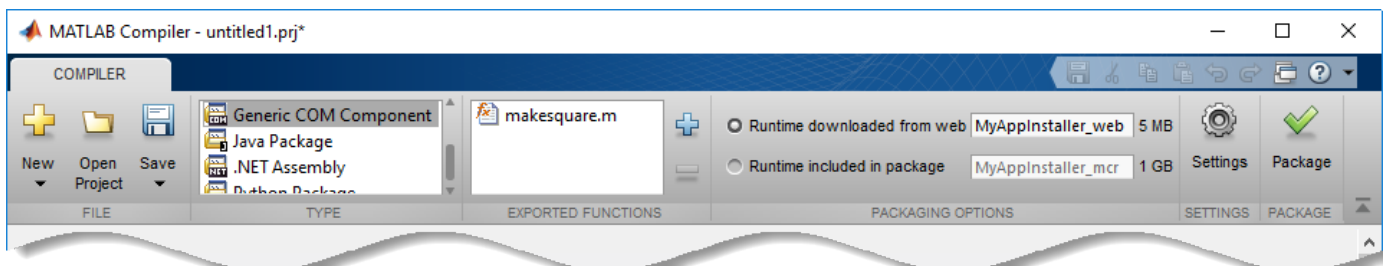 MATLAB Compiler - untitled1.prj*
COMPILER
New
Open Project
Save
FILE
Generic COM Component
Java Package
.NET Assembly
Python Package
TYPE
makesquare.m
EXPORTED FUNCTIONS
Runtime downloaded from web MyAppInstaller_web 5 MB
Runtime included in package MyAppInstaller_mcr 1 GB
PACKAGING OPTIONS
Settings
SETTINGS
Package
PACKAGE